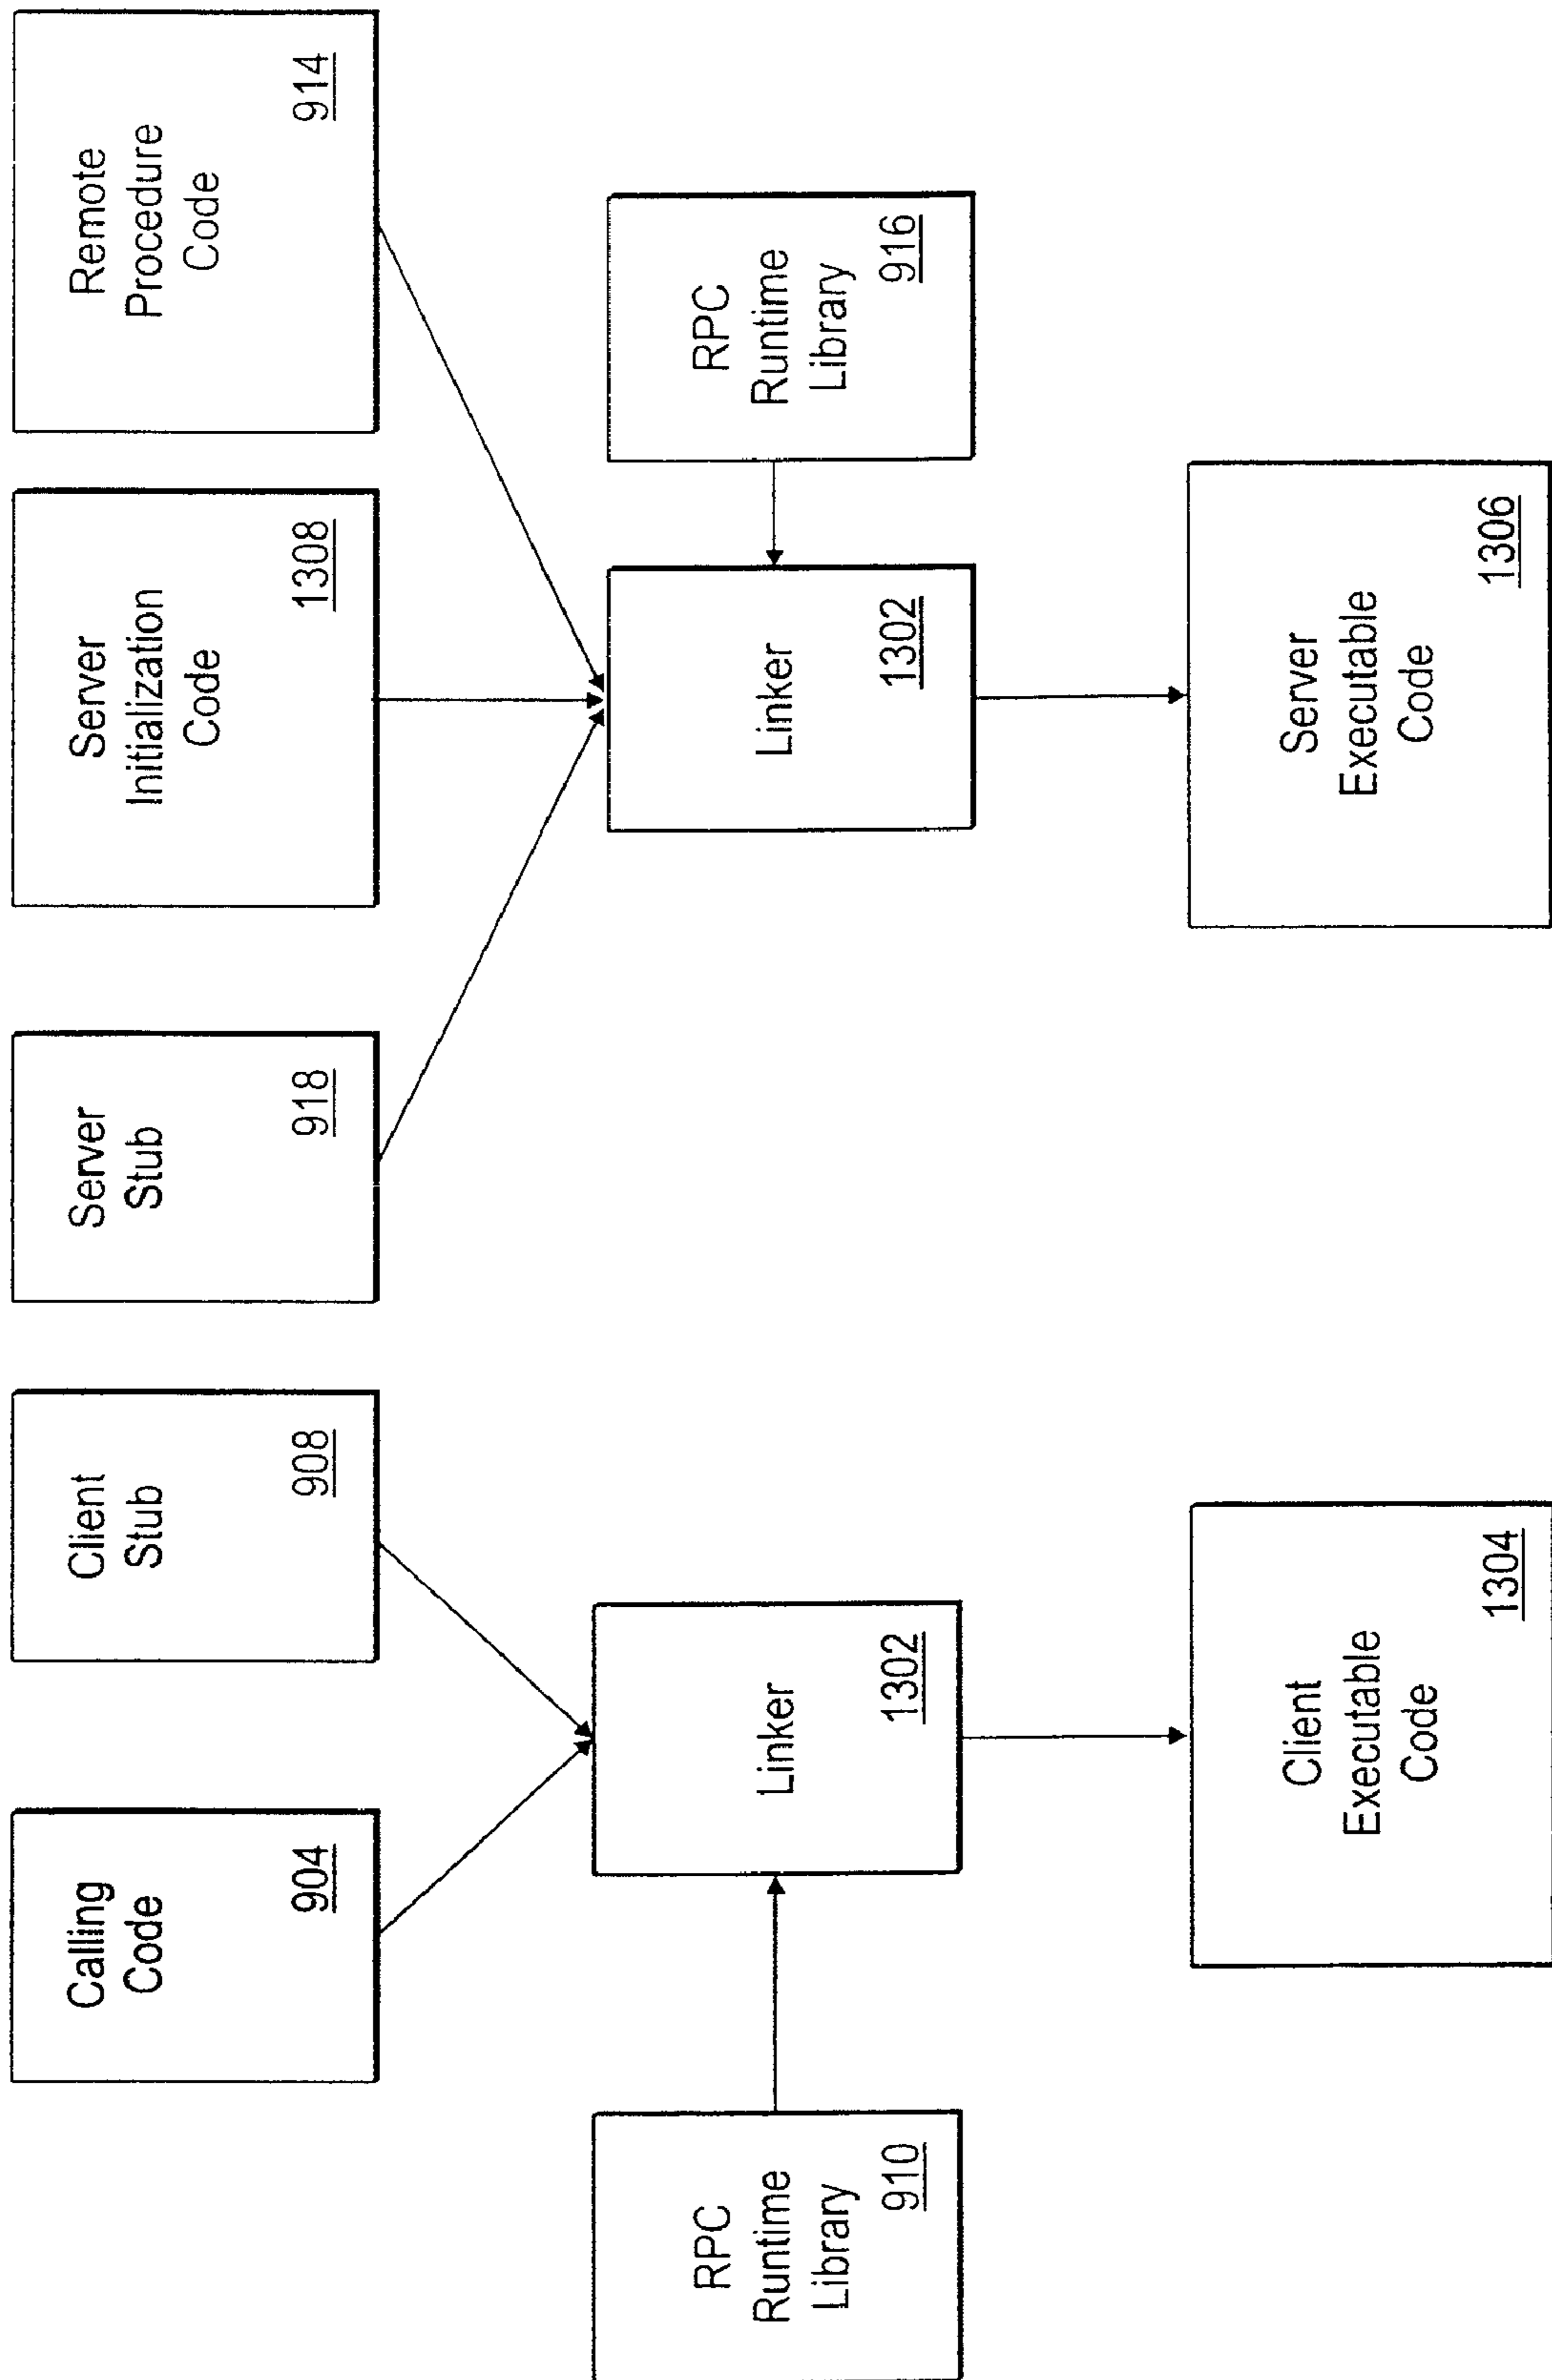 Calling
Code
904
Client
Stub
908
Server
Stub
918
Server
Initialization
Code
1308
Remote
Procedure
Code
914
RPC
Runtime
Library
910
Linker
1302
Linker
1302
RPC
Runtime
Library
916
Client
Executable
Code
1304
Server
Executable
Code
1306